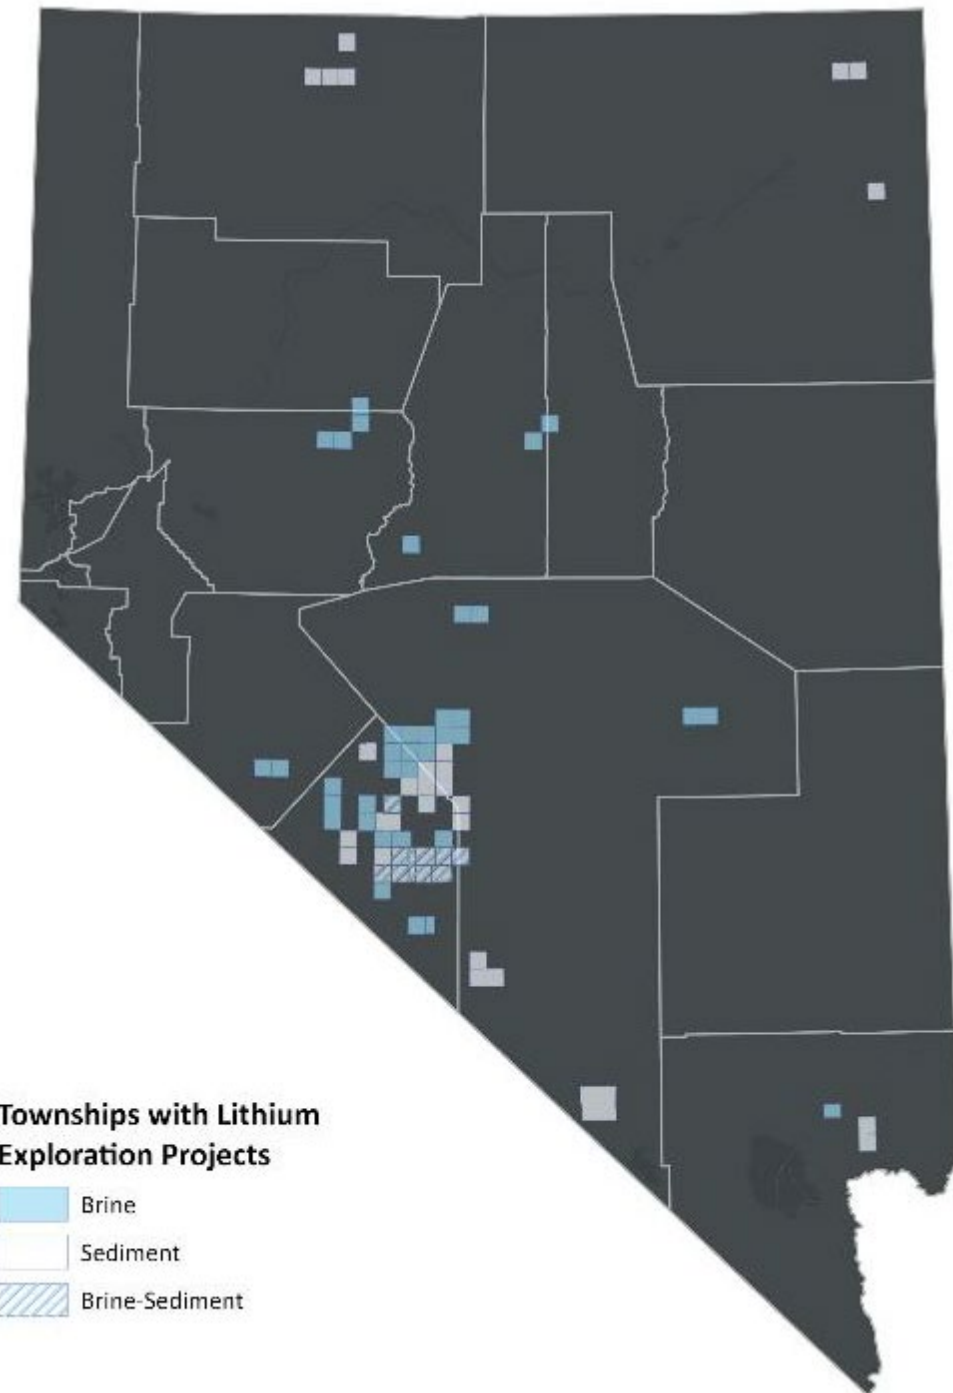 Townships with Lithium
Exploration Projects
Brine
Sediment
Brine-Sediment